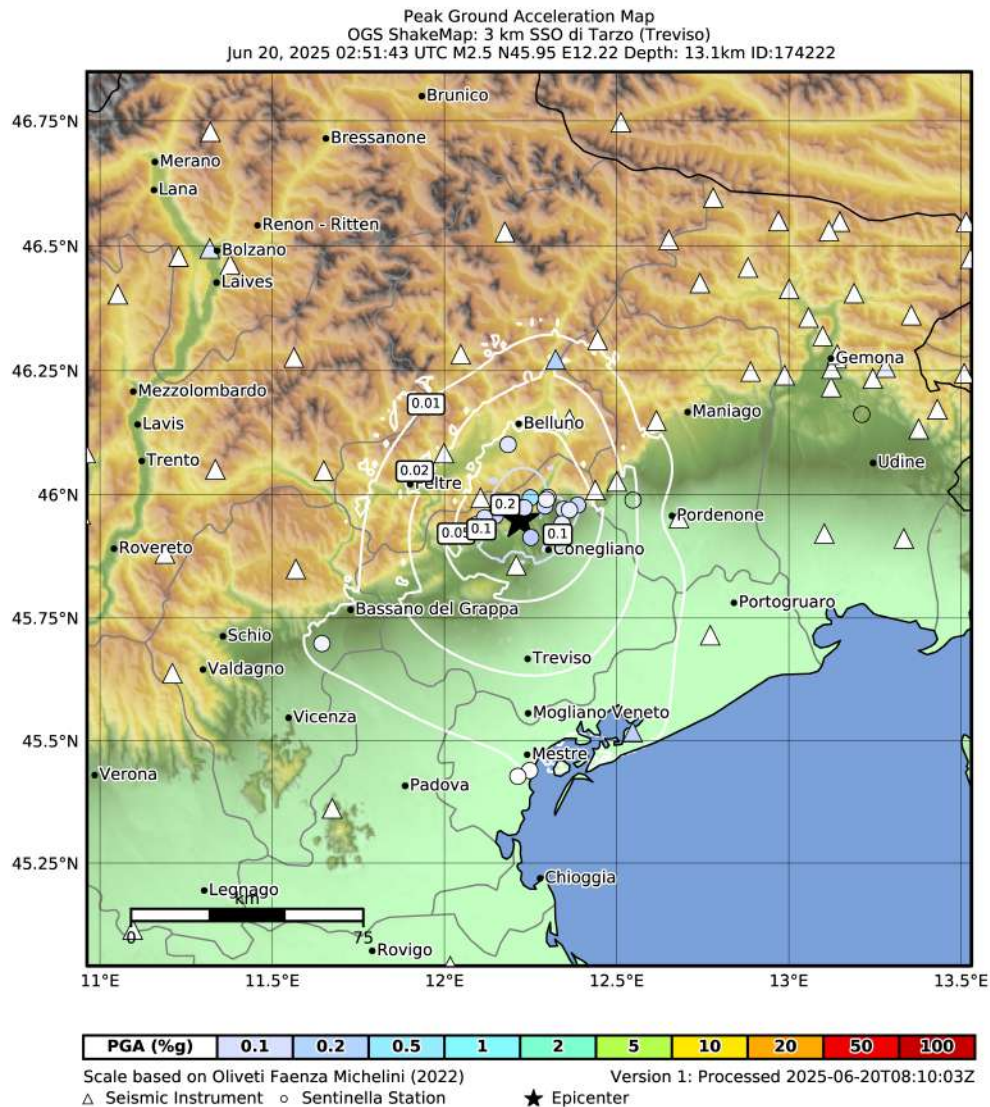 Peak Ground Acceleration Map
OGS ShakeMap: 3 km SSO di Tarzo (Treviso)
Jun 20, 2025 02:51:43 UTC M2.5 N45.95 E12.22 Depth: 13.1km ID:174222
Brunico
46.75°N
Bressanone
Merano
Lana
Renon - Ritten
46.5°N
Bolzano
Laives
Gemona
46.25°N
Mezzolombardo
0.01
Maniago
Lavis
Belluno
Trento
Udine
0.02
Feltre
46°N
0.2
Pordenone
0.05
0.1
0.1
Rovereto
Conegliano
Portogruaro
45.75°N
Bassano del Grappa
Schio
Treviso
Valdagno
Mogliano Veneto
Vicenza
45.5°N
Mestre
Verona
Padova
45.25°N
Chioggia
Legnago
km
0
75
Rovigo
11°E
11.5°E
12°E
12.5°E
13°E
13.5°E
PGA (%g) 0.1 0.2 0.5 1 2 5 10 20 50 100
Scale based on Oliveti Faenza Michelini (2022)
Version 1: Processed 2025-06-20T08:10:03Z
Seismic Instrument
Sentinella Station
Epicenter